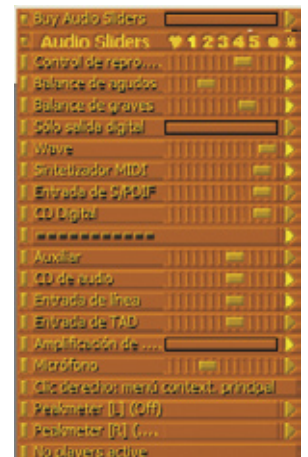 Buy Audio Sliders
Audio Sliders 1 2 3 4 5
Control de repro....
Balance de agudos
Balance de graves
Sólo salida digital
Wave
Sintetizador MIDI
Entrada de S/PDIF
CD Digital
===========
Auxiliar
CD de audio
Entrada de línea
Entrada de TAD
Amplificación de ....
Micrófono
Clic derecho: menú context. principal
Peakmeter [L] (Off)
Peakmeter [R] (....
No players active